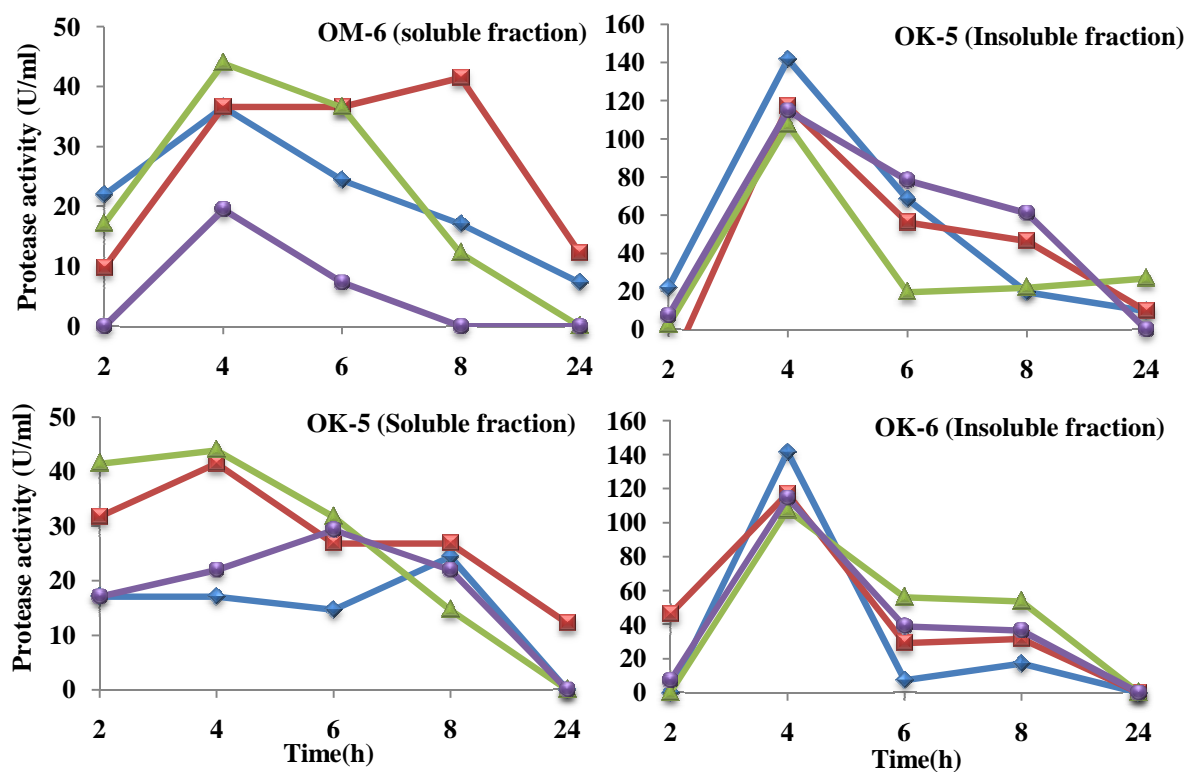 OM-6 (soluble fraction)
Protease activity (U/ml)
50
40
30
20
10
0
2 4 6 8 24
OK-5 (Insoluble fraction)
160
140
120
100
80
60
40
20
0
2 4 6 8 24
OK-5 (Soluble fraction)
Protease activity (U/ml)
50
40
30
20
10
0
2 4 6 8 24
Time(h)
OK-6 (Insoluble fraction)
160
140
120
100
80
60
40
20
0
2 4 6 8 24
Time(h)